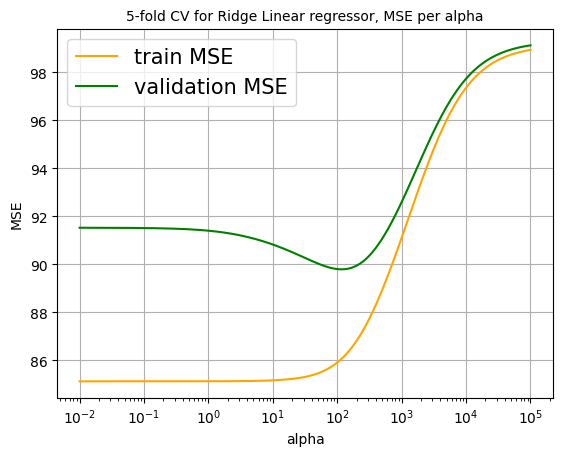 5-fold CV for Ridge Linear regressor, MSE per alpha
train MSE
validation MSE
MSE
98
96
94
92
90
88
86
10⁻² 10⁻¹ 10⁰ 10¹ 10² 10³ 10⁴ 10⁵
alpha